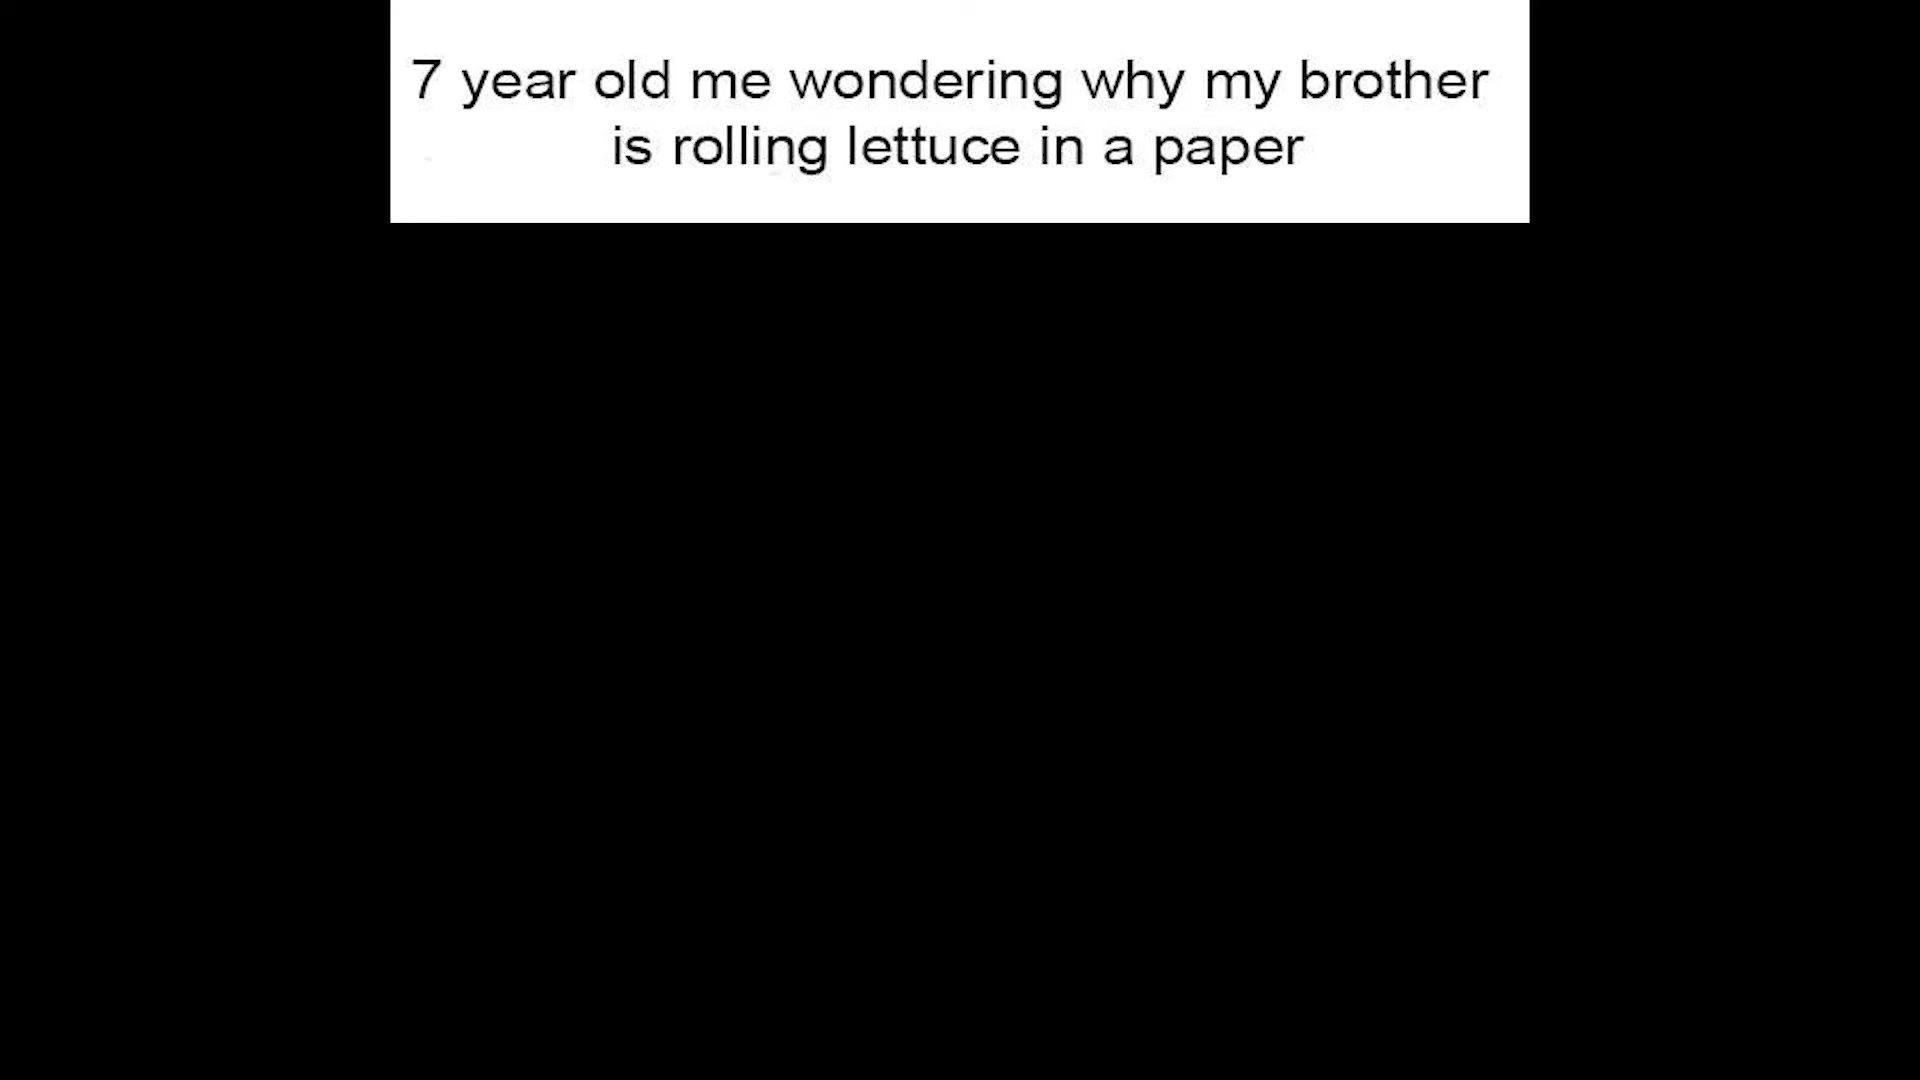 7 year old me wondering why my brother
is rolling lettuce in a paper